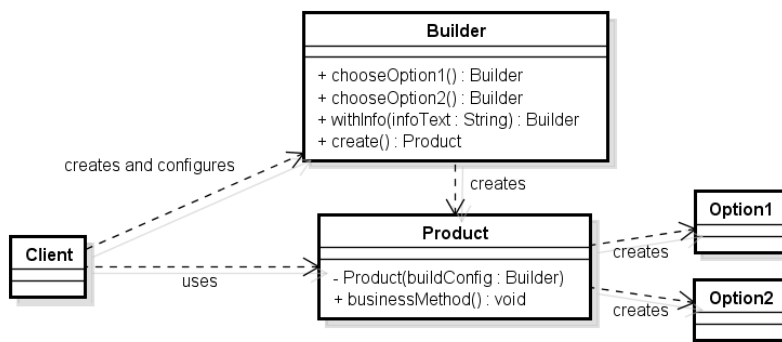 Builder
+ chooseOption1() : Builder
+ chooseOption2() : Builder
+ withInfo(infoText : String) : Builder
+ create() : Product
creates and configures
creates
Client
uses
Product
- Product(buildConfig : Builder)
+ businessMethod() : void
Option1
creates
Option2
creates